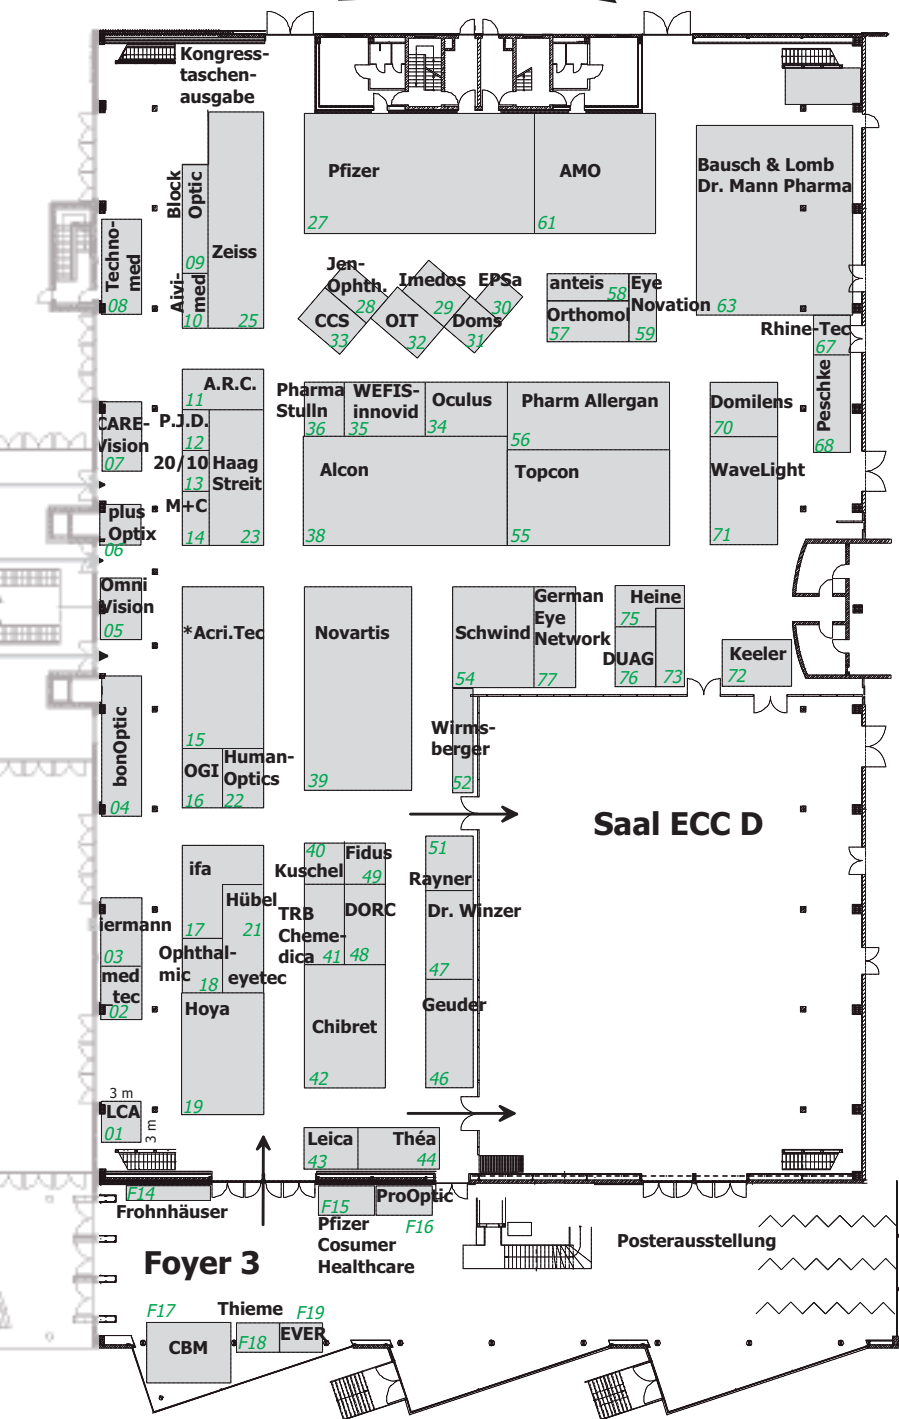 Kongress-
taschen-
ausgabe
Pfizer
27
AMO
61
Bausch & Lomb
Dr. Mann Pharma
63
Block
Optic
09
Zeiss
25
Techno-
med
08
Aivi-
med
10
Jen-
Ophth.
28
Imedos
29
EPSa
30
CCS
33
OIT
32
Doms
31
anteis
58
Eye
Novation
59
Orthomol
57
Rhine-Tec
67
Peschke
68
A.R.C.
11
Pharma
Stulln
36
WEFIS-
innovid
35
Oculus
34
Pharm Allergan
56
Domilens
70
CARE-
Vision
07
P.J.D.
12
20/10
13
Haag
Streit
23
M+C
14
Alcon
38
Topcon
55
WaveLight
71
plus
Optix
06
Omni
Vision
05
*Acri.Tec
15
Novartis
39
Schwind
54
German
Eye
Network
77
Heine
75
DUAG
76
73
Keeler
72
bonOptic
04
OGI
16
Human-
Optics
22
Wirms-
berger
52
Saal ECC D
ifa
17
40
Kuschel
Fidus
49
51
Rayner
Hübel
21
eyetec
TRB
Cheme-
dica
41
DORC
48
Dr. Winzer
47
iermann
03
med
tec
02
Ophthal-
mic
18
Hoya
19
Chibret
42
Geuder
46
3 m
LCA
01
3 m
Leica
43
Théa
44
F14
Frohnhäuser
F15
Pfizer
Cosumer
Healthcare
ProOptic
F16
Posterausstellung
Foyer 3
F17
CBM
Thieme
F18
F19
EVER